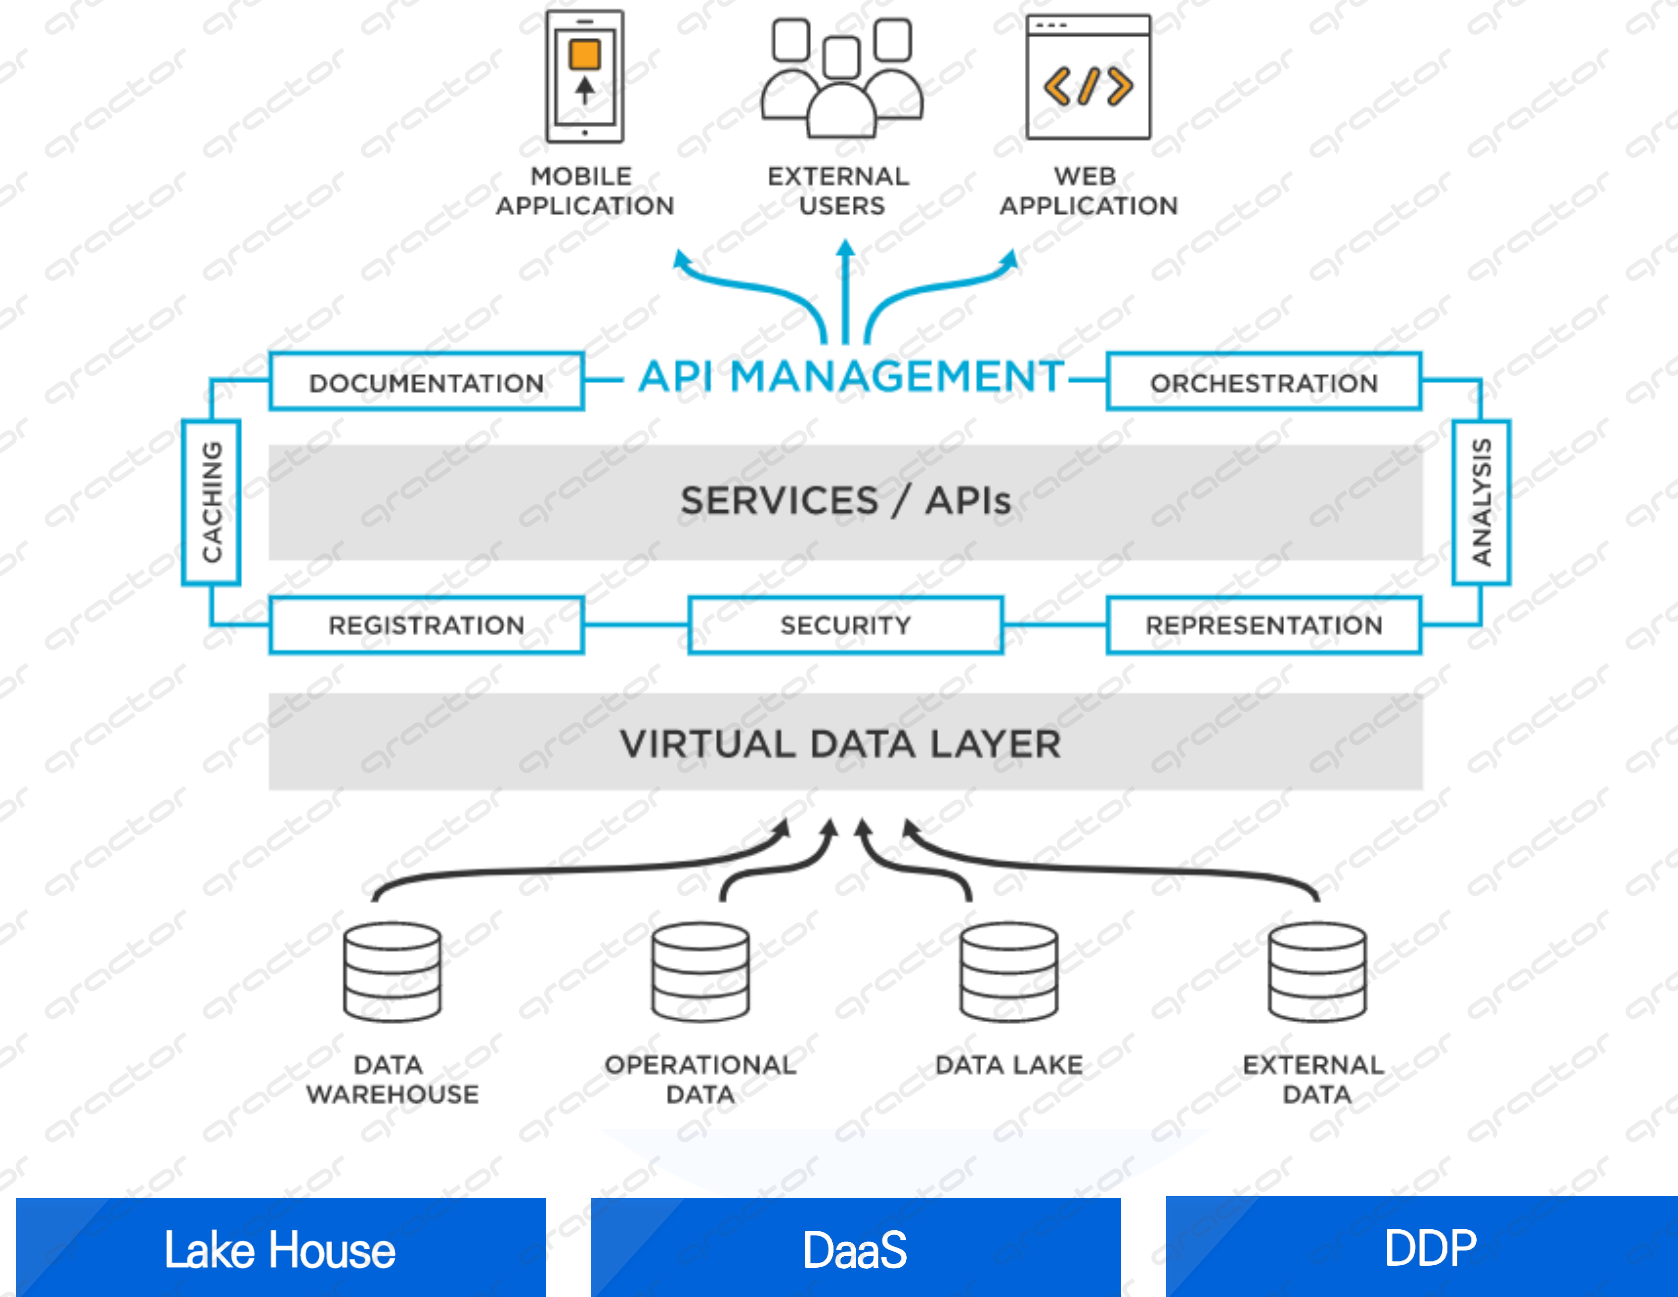 MOBILE
APPLICATION
EXTERNAL
USERS
WEB
APPLICATION
DOCUMENTATION
API MANAGEMENT
ORCHESTRATION
CACHING
SERVICES / APIs
ANALYSIS
REGISTRATION
SECURITY
REPRESENTATION
VIRTUAL DATA LAYER
DATA
WAREHOUSE
OPERATIONAL
DATA
DATA LAKE
EXTERNAL
DATA
Lake House
DaaS
DDP